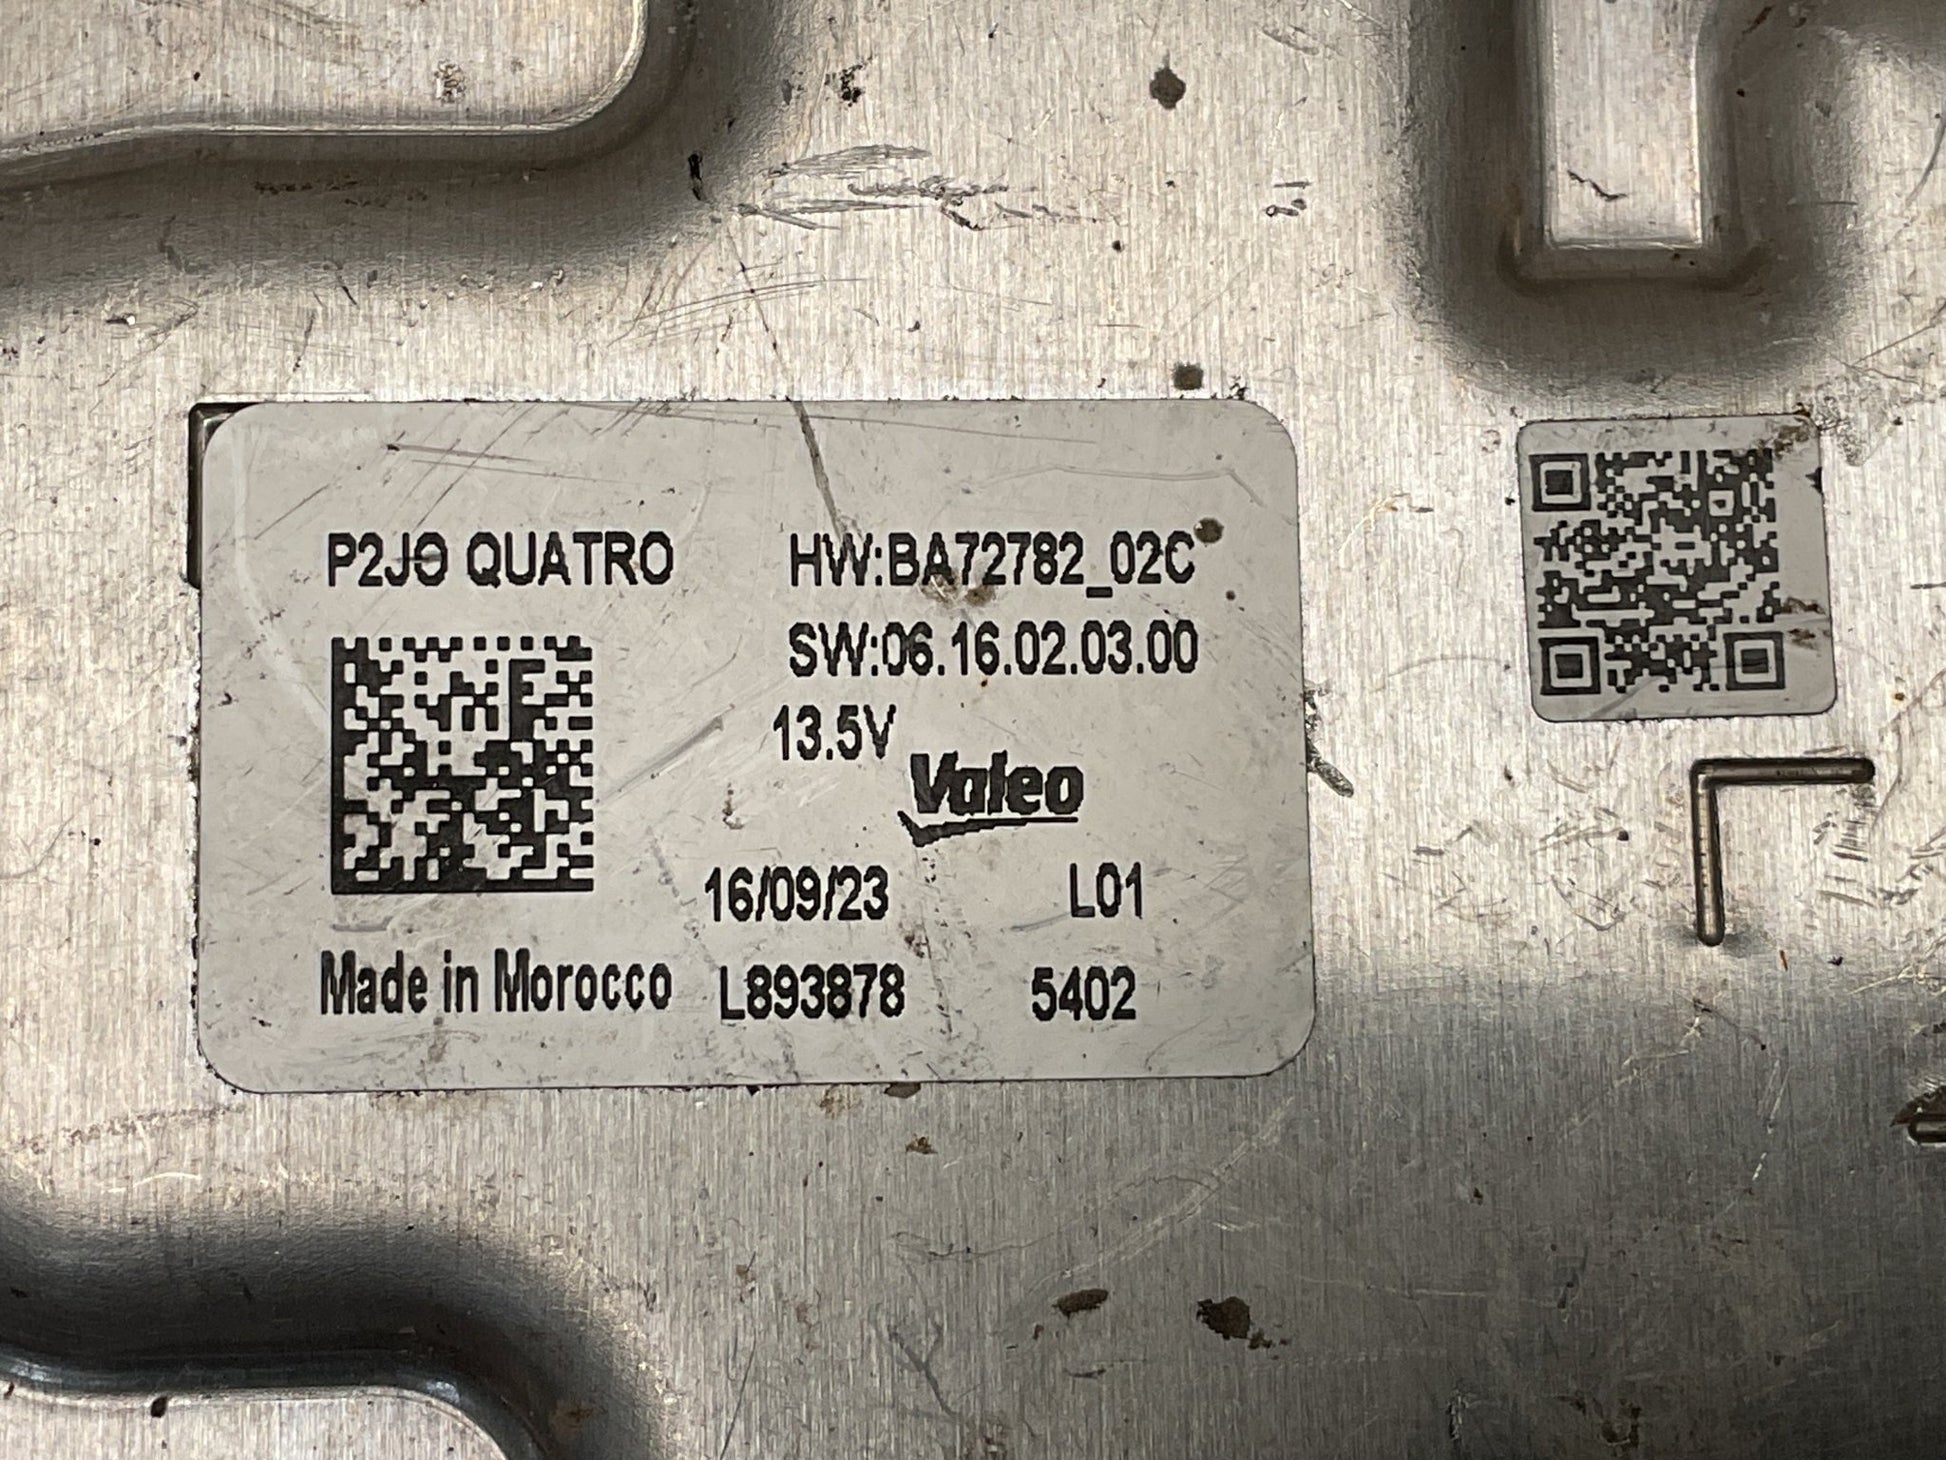 P2JO QUATRO
HW:BA72782_02C
SW:06.16.02.03.00
13.5V
Valeo
16/09/23
L01
Made in Morocco
L893878
5402